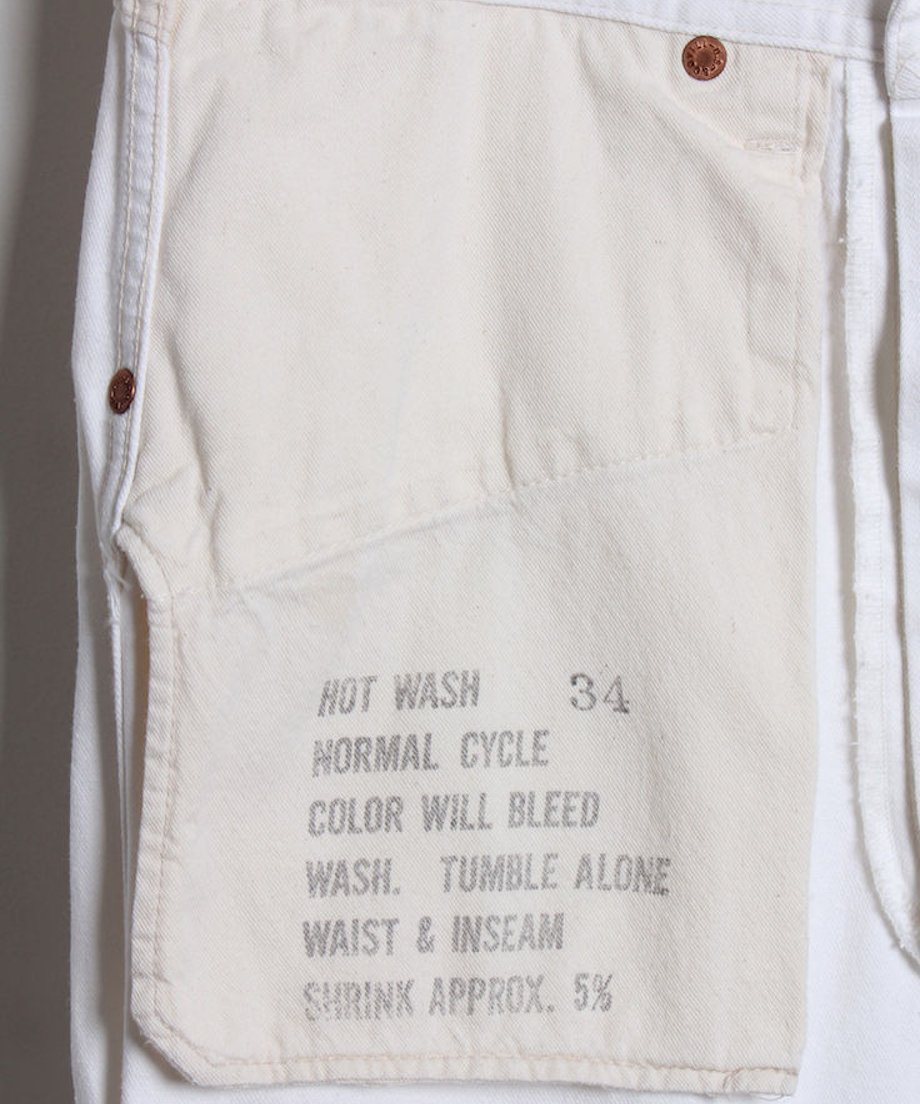 HOT WASH 34
NORMAL CYCLE
COLOR WILL BLEED
WASH. TUMBLE ALONE
WAIST & INSEAM
SHRINK APPROX. 5%